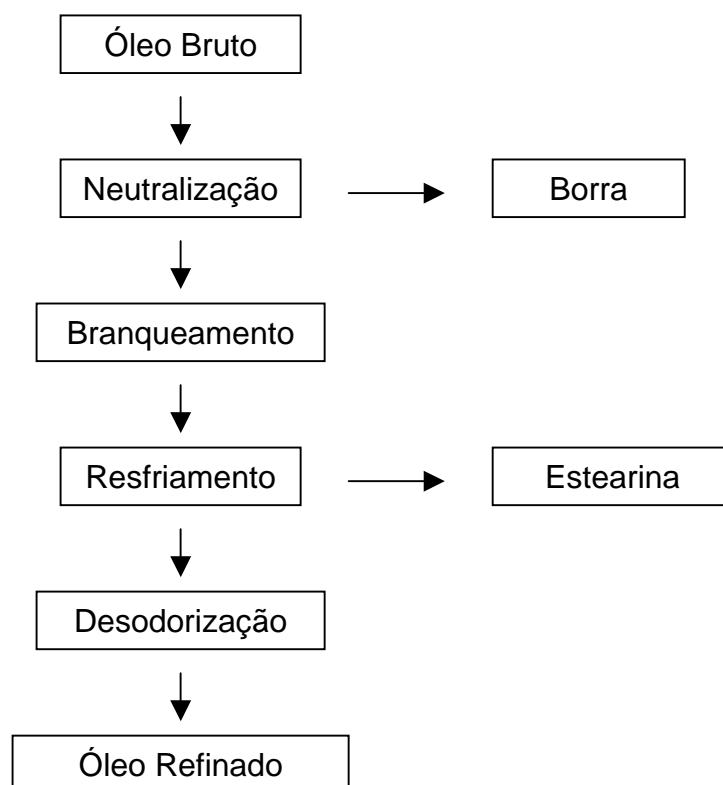 Óleo Bruto
Neutralização
Borra
Branqueamento
Resfriamento
Estearina
Desodorização
Óleo Refinado